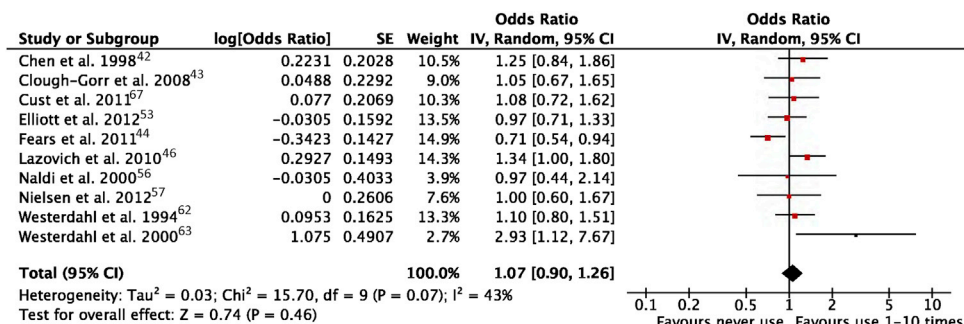 Odds Ratio Odds Ratio
Study or Subgroup log[Odds Ratio] SE Weight IV, Random, 95% CI IV, Random, 95% CI
Chen et al. 1998⁴² 0.2231 0.2028 10.5% 1.25 [0.84, 1.86]
Clough-Gorr et al. 2008⁴³ 0.0488 0.2292 9.0% 1.05 [0.67, 1.65]
Cust et al. 2011⁶⁷ 0.077 0.2069 10.3% 1.08 [0.72, 1.62]
Elliott et al. 2012⁵³ -0.0305 0.1592 13.5% 0.97 [0.71, 1.33]
Fears et al. 2011⁴⁴ -0.3423 0.1427 14.9% 0.71 [0.54, 0.94]
Lazovich et al. 2010⁴⁶ 0.2927 0.1493 14.3% 1.34 [1.00, 1.80]
Naldi et al. 2000⁵⁶ -0.0305 0.4033 3.9% 0.97 [0.44, 2.14]
Nielsen et al. 2012⁵⁷ 0 0.2606 7.6% 1.00 [0.60, 1.67]
Westerdahl et al. 1994⁶² 0.0953 0.1625 13.3% 1.10 [0.80, 1.51]
Westerdahl et al. 2000⁶³ 1.075 0.4907 2.7% 2.93 [1.12, 7.67]
Total (95% CI) 100.0% 1.07 [0.90, 1.26]
Heterogeneity: Tau² = 0.03; Chi² = 15.70, df = 9 (P = 0.07); I² = 43%
Test for overall effect: Z = 0.74 (P = 0.46)
0.1 0.2 0.5 1 2 5 10
Favours never use Favours use 1-10 times